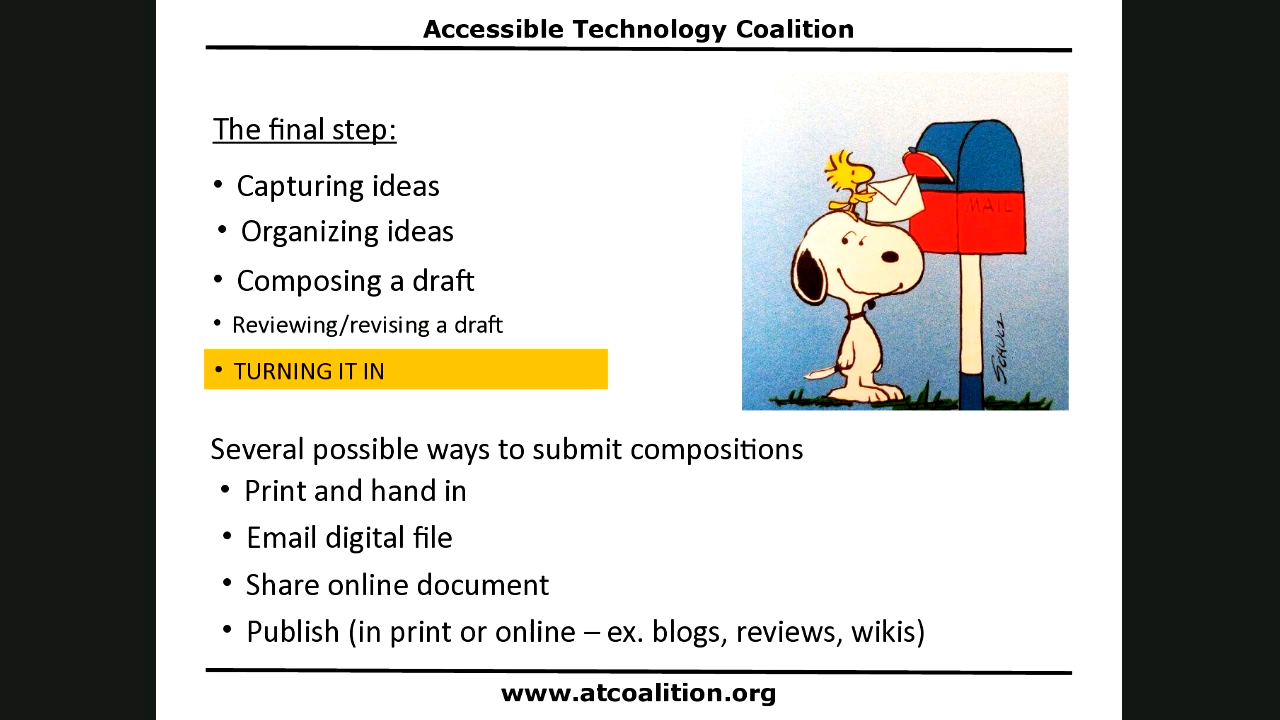 Accessible Technology Coalition
The final step:
• Capturing ideas
• Organizing ideas
• Composing a draft
• Reviewing/revising a draft
• TURNING IT IN
MAIL
SCHULZ
Several possible ways to submit compositions
• Print and hand in
• Email digital file
• Share online document
• Publish (in print or online – ex. blogs, reviews, wikis)
www.atcoalition.org